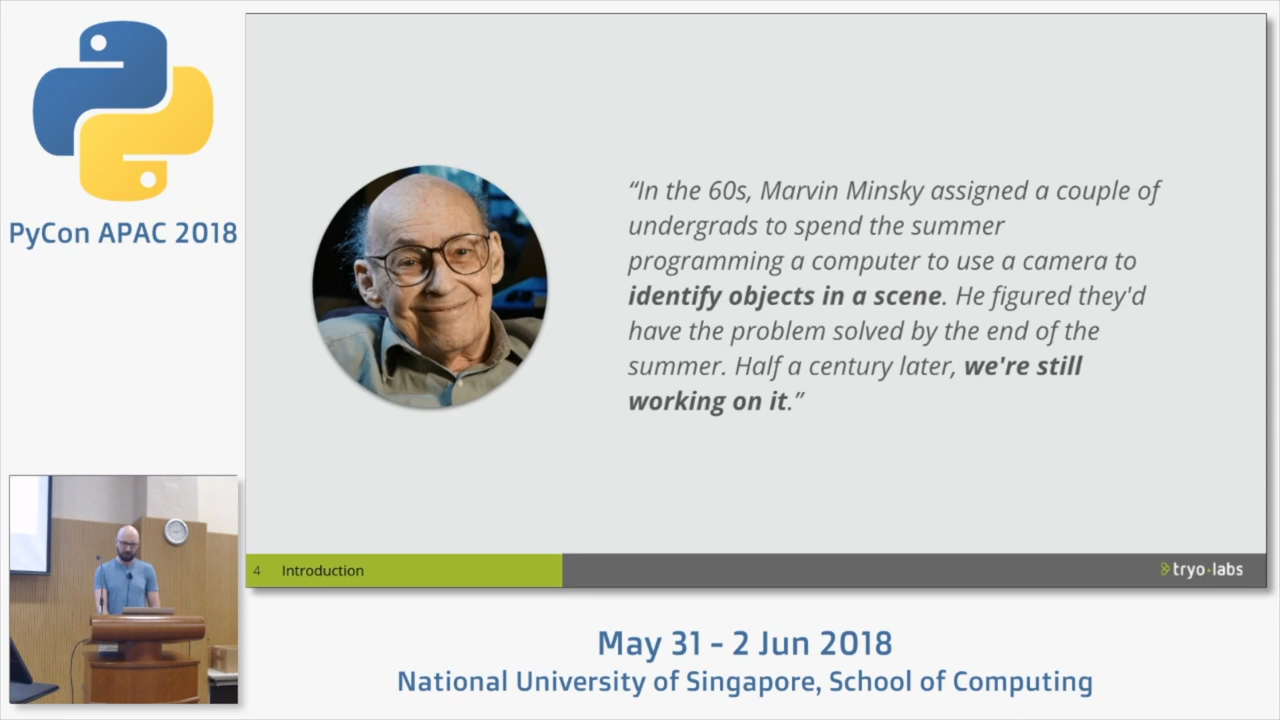 PyCon APAC 2018
“In the 60s, Marvin Minsky assigned a couple of
undergrads to spend the summer
programming a computer to use a camera to
identify objects in a scene. He figured they'd
have the problem solved by the end of the
summer. Half a century later, we're still
working on it.”
4 Introduction
tryo·labs
May 31 - 2 Jun 2018
National University of Singapore, School of Computing